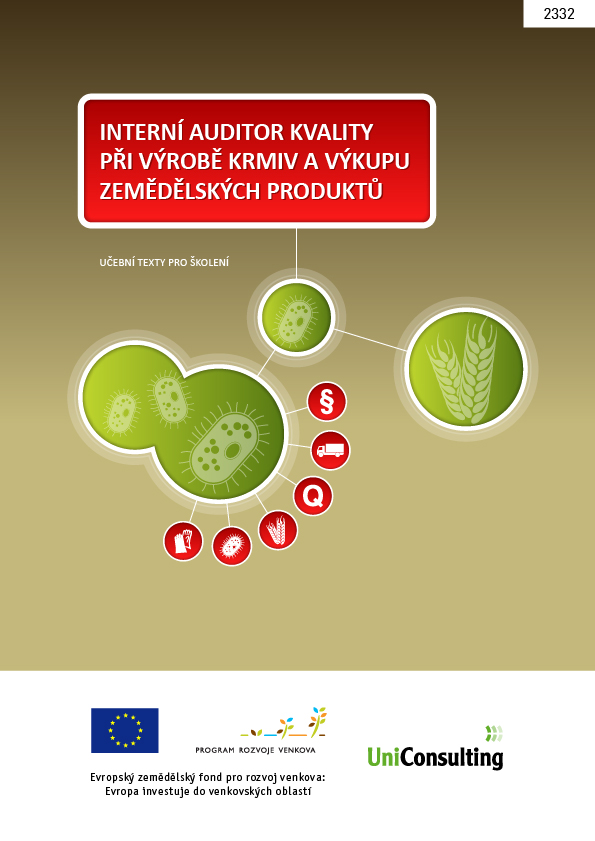 2332
INTERNÍ AUDITOR KVALITY
PŘI VÝROBĚ KRMIV A VÝKUPU
ZEMĚDĚLSKÝCH PRODUKTŮ
UČEBNÍ TEXTY PRO ŠKOLENÍ
§
Q
PROGRAM ROZVOJE VENKOVA
UniConsulting
Evropský zemědělský fond pro rozvoj venkova:
Evropa investuje do venkovských oblastí